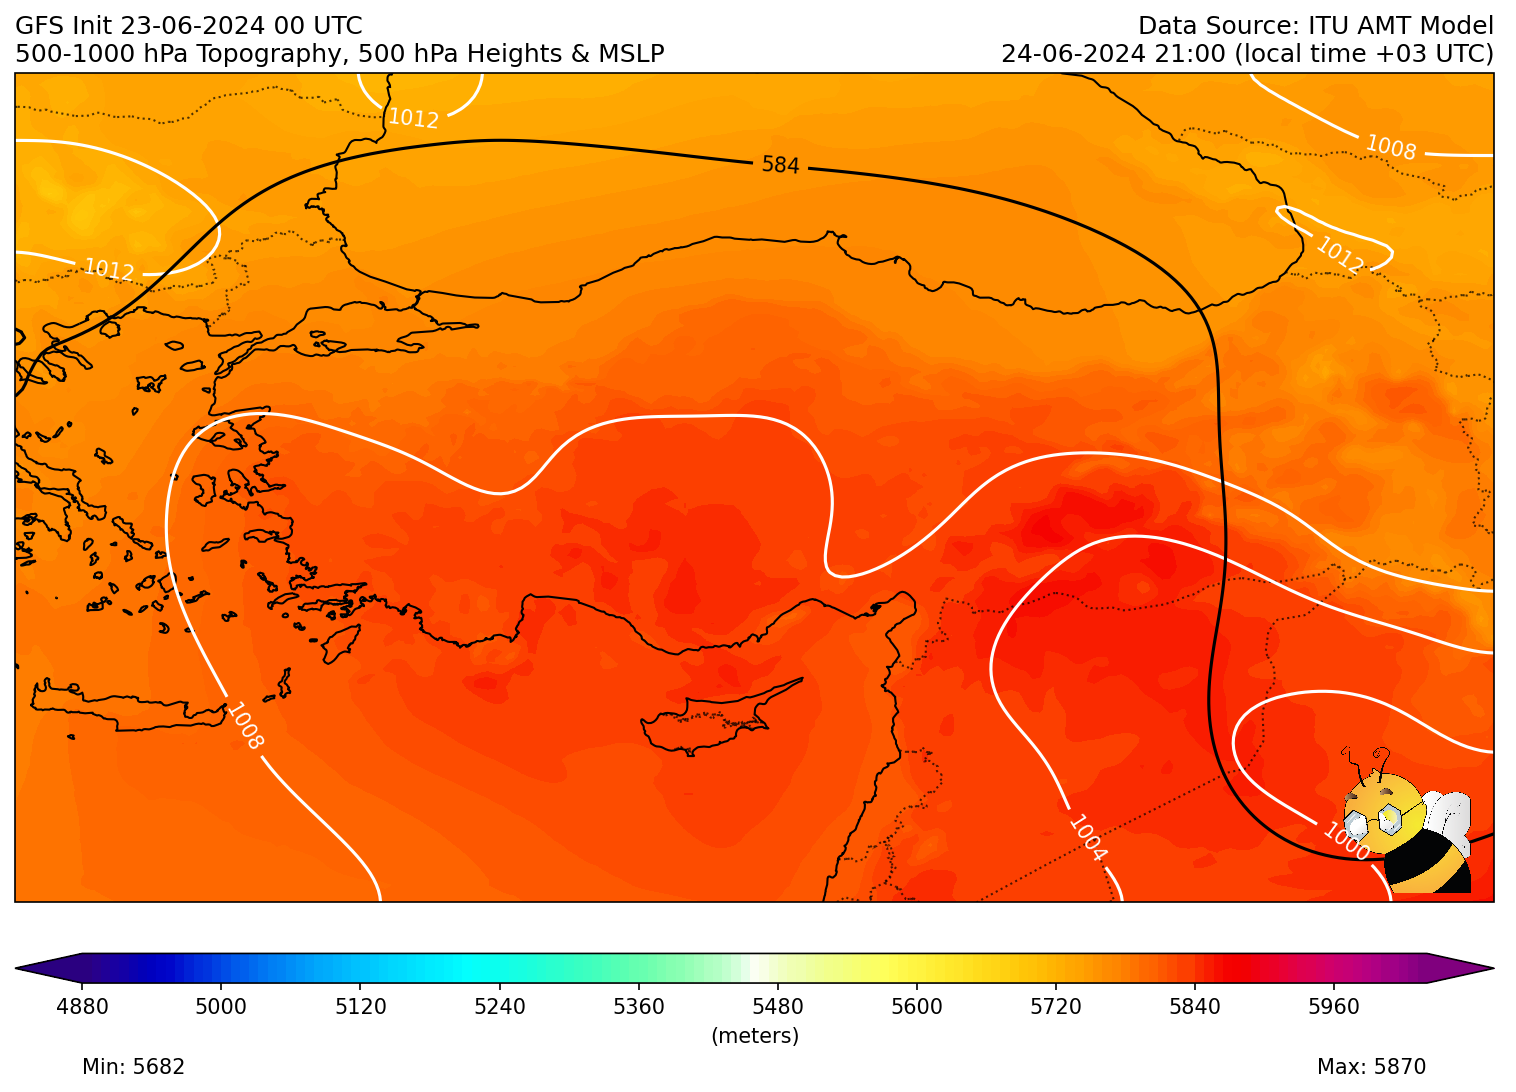 GFS Init 23-06-2024 00 UTC
Data Source: ITU AMT Model
500-1000 hPa Topography, 500 hPa Heights & MSLP
24-06-2024 21:00 (local time +03 UTC)
1012
1008
584
1012
1012
1008
1004
1000
4880 5000 5120 5240 5360 5480 5600 5720 5840 5960
(meters)
Min: 5682
Max: 5870